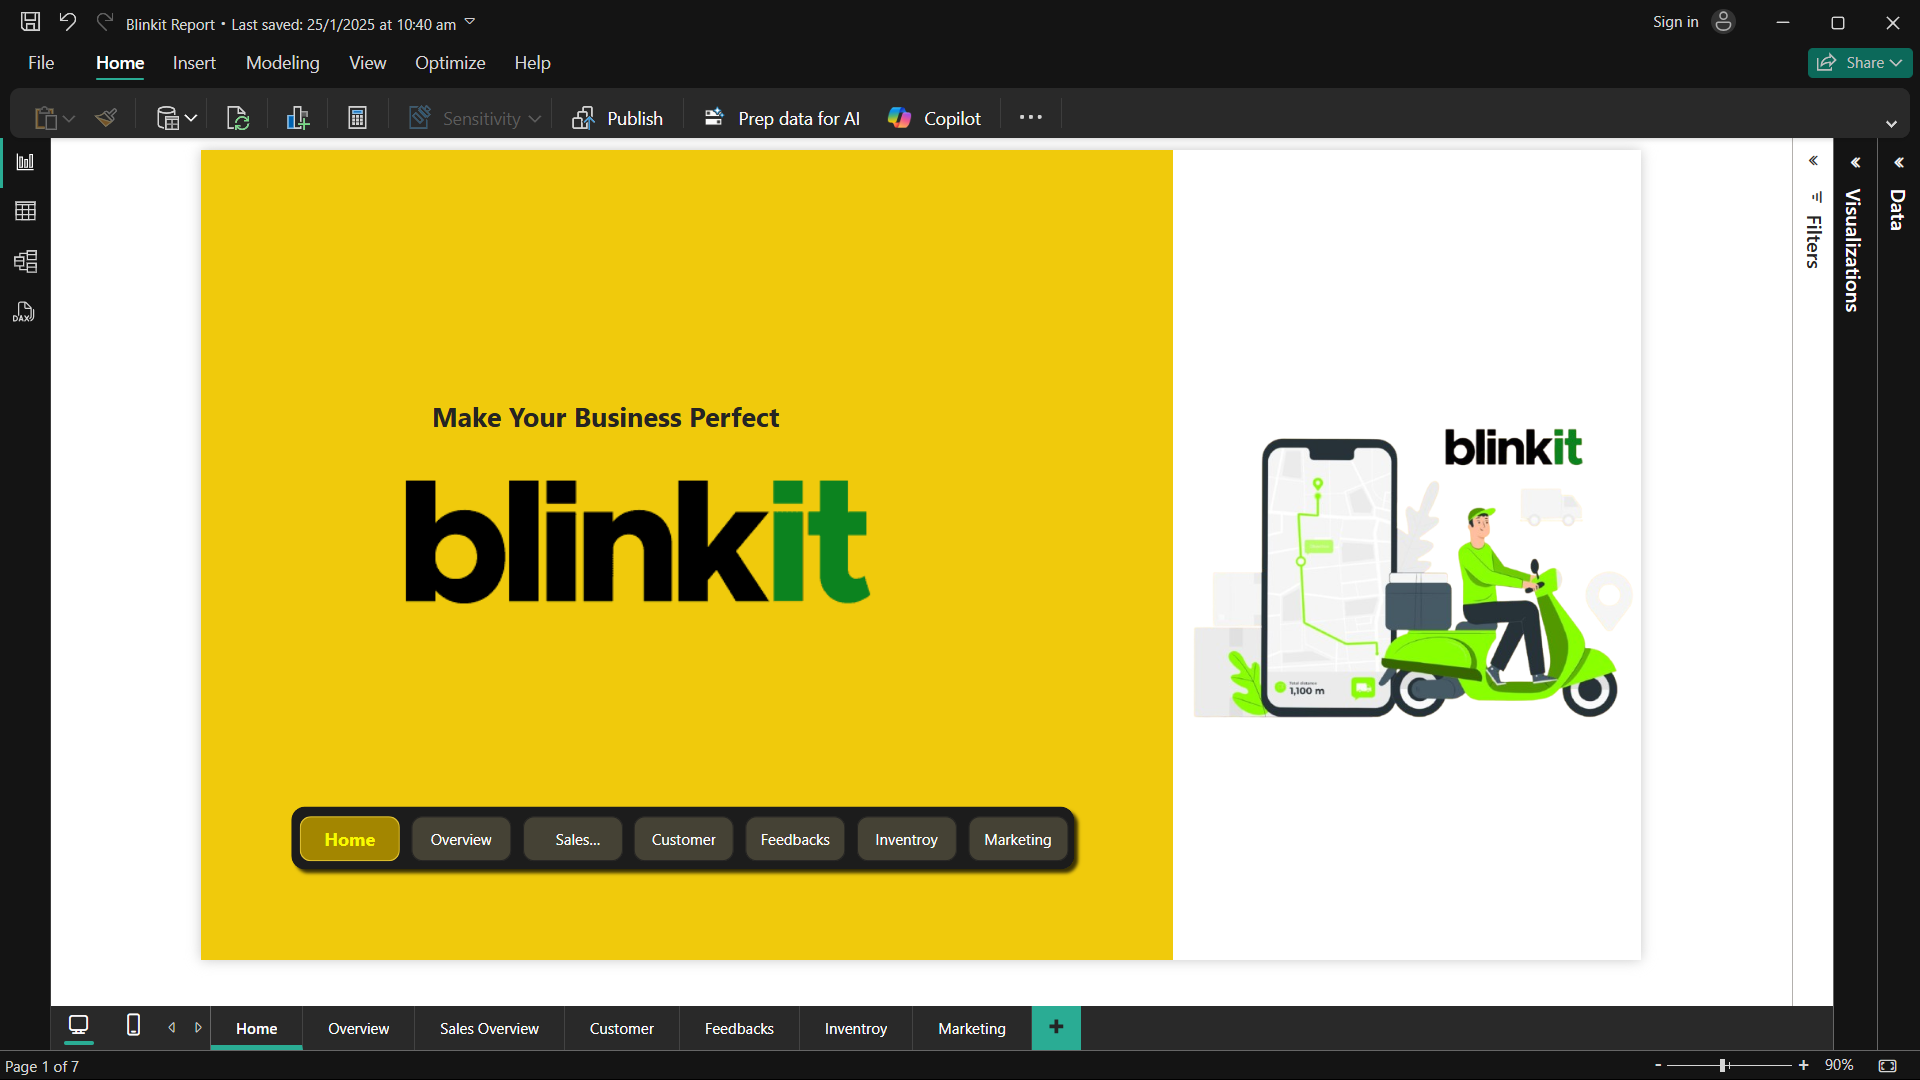 Blinkit Report • Last saved: 25/1/2025 at 10:40 am
Sign in
File Home Insert Modeling View Optimize Help
Share
Sensitivity
Publish
Prep data for AI
Copilot
DAX
Filters
Visualizations
Data
Make Your Business Perfect
blinkit
blinkit
Total distance
1,100 m
Home Overview Sales... Customer Feedbacks Inventroy Marketing
Home Overview Sales Overview Customer Feedbacks Inventroy Marketing
Page 1 of 7
90%